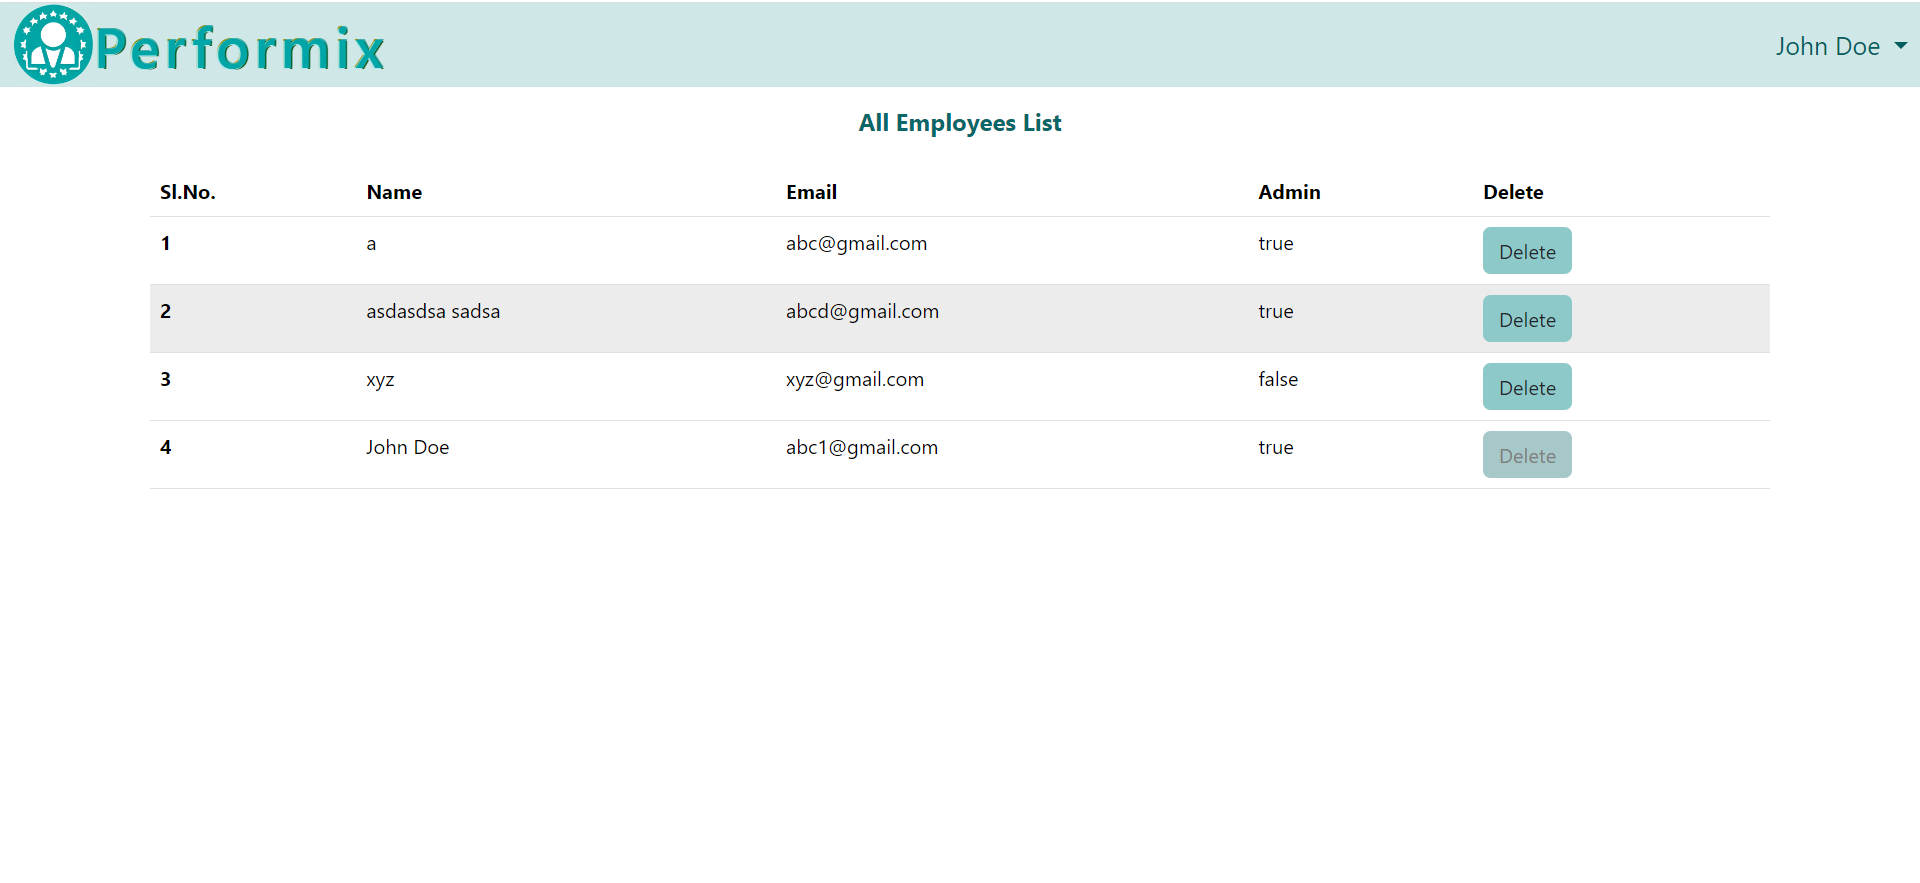 Performix John Doe
All Employees List
Sl.No. Name Email Admin Delete
1 a abc@gmail.com true Delete
2 asdasdsa sadsa abcd@gmail.com true Delete
3 xyz xyz@gmail.com false Delete
4 John Doe abc1@gmail.com true Delete